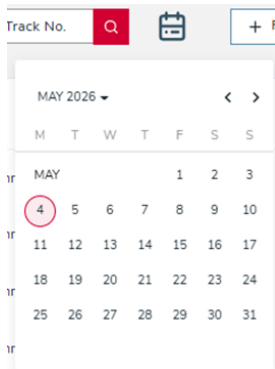 Track No.
MAY 2026
M T W T F S S
MAY 1 2 3
4 5 6 7 8 9 10
11 12 13 14 15 16 17
18 19 20 21 22 23 24
25 26 27 28 29 30 31